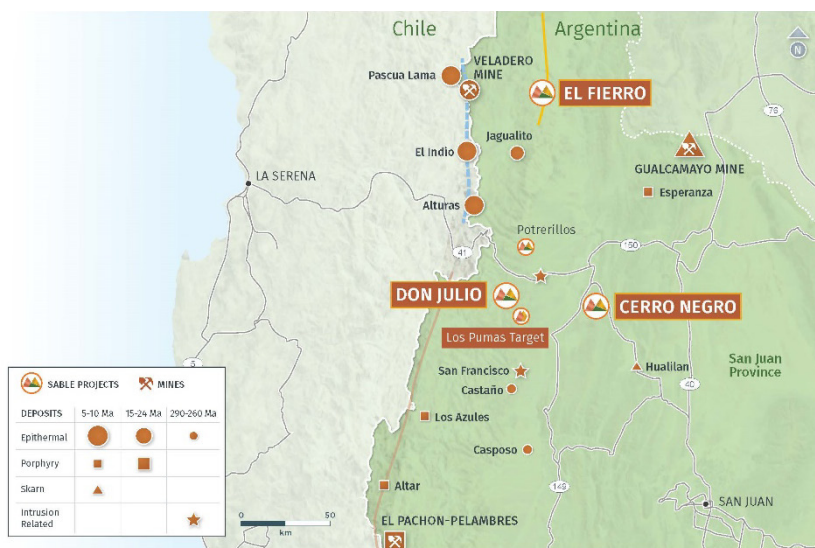 Chile
Argentina
N
Pascua Lama
VELADERO
MINE
EL FIERRO
76
Jagualito
El Indio
GUALCAMAYO MINE
LA SERENA
Esperanza
Alturas
Potrerillos
41
150
DON JULIO
CERRO NEGRO
Los Pumas Target
San Francisco
Hualilan
San Juan
Province
5
Castaño
40
Los Azules
Casposo
149
Altar
SAN JUAN
EL PACHON-PELAMBRES
0
50
km
SABLE PROJECTS
MINES
DEPOSITS 5-10 Ma 15-24 Ma 290-260 Ma
Epithermal
Porphyry
Skarn
Intrusion
Related